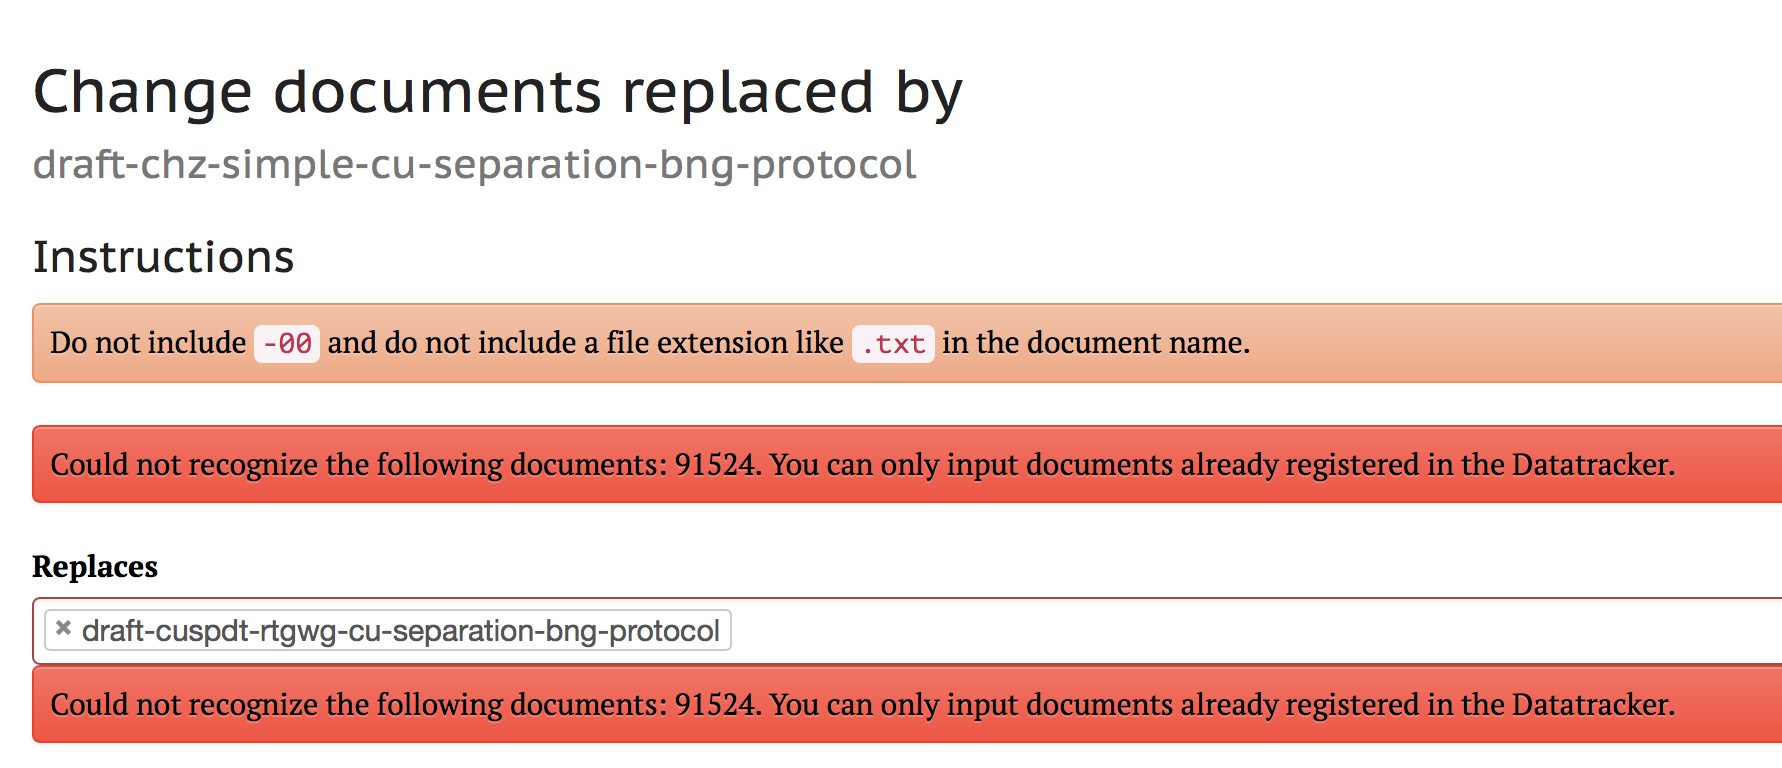 Change documents replaced by
draft-chz-simple-cu-separation-bng-protocol
Instructions
Do not include -00 and do not include a file extension like .txt in the document name.
Could not recognize the following documents: 91524. You can only input documents already registered in the Datatracker.
Replaces
× draft-cuspdt-rtgwg-cu-separation-bng-protocol
Could not recognize the following documents: 91524. You can only input documents already registered in the Datatracker.